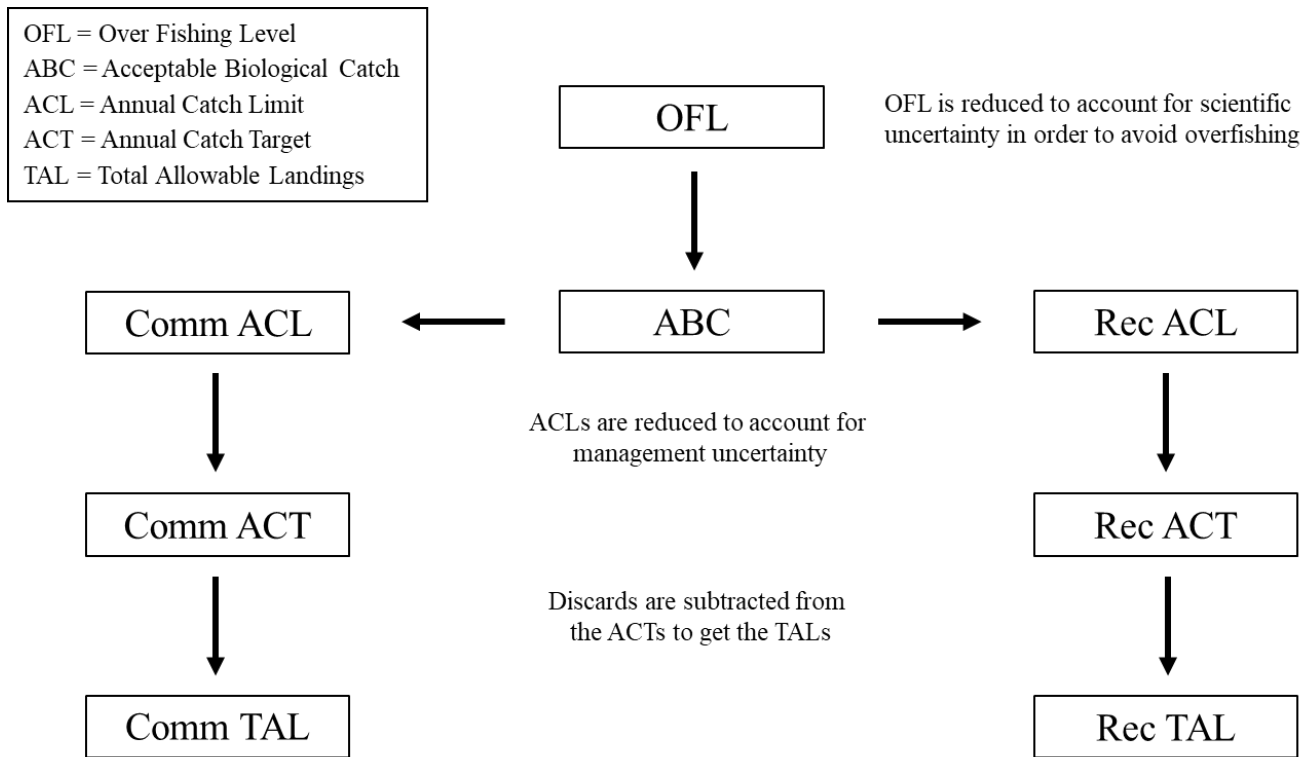 OFL = Over Fishing Level
ABC = Acceptable Biological Catch
ACL = Annual Catch Limit
ACT = Annual Catch Target
TAL = Total Allowable Landings
OFL
OFL is reduced to account for scientific
uncertainty in order to avoid overfishing
Comm ACL
ABC
Rec ACL
ACLs are reduced to account for
management uncertainty
Comm ACT
Rec ACT
Discards are subtracted from
the ACTs to get the TALs
Comm TAL
Rec TAL